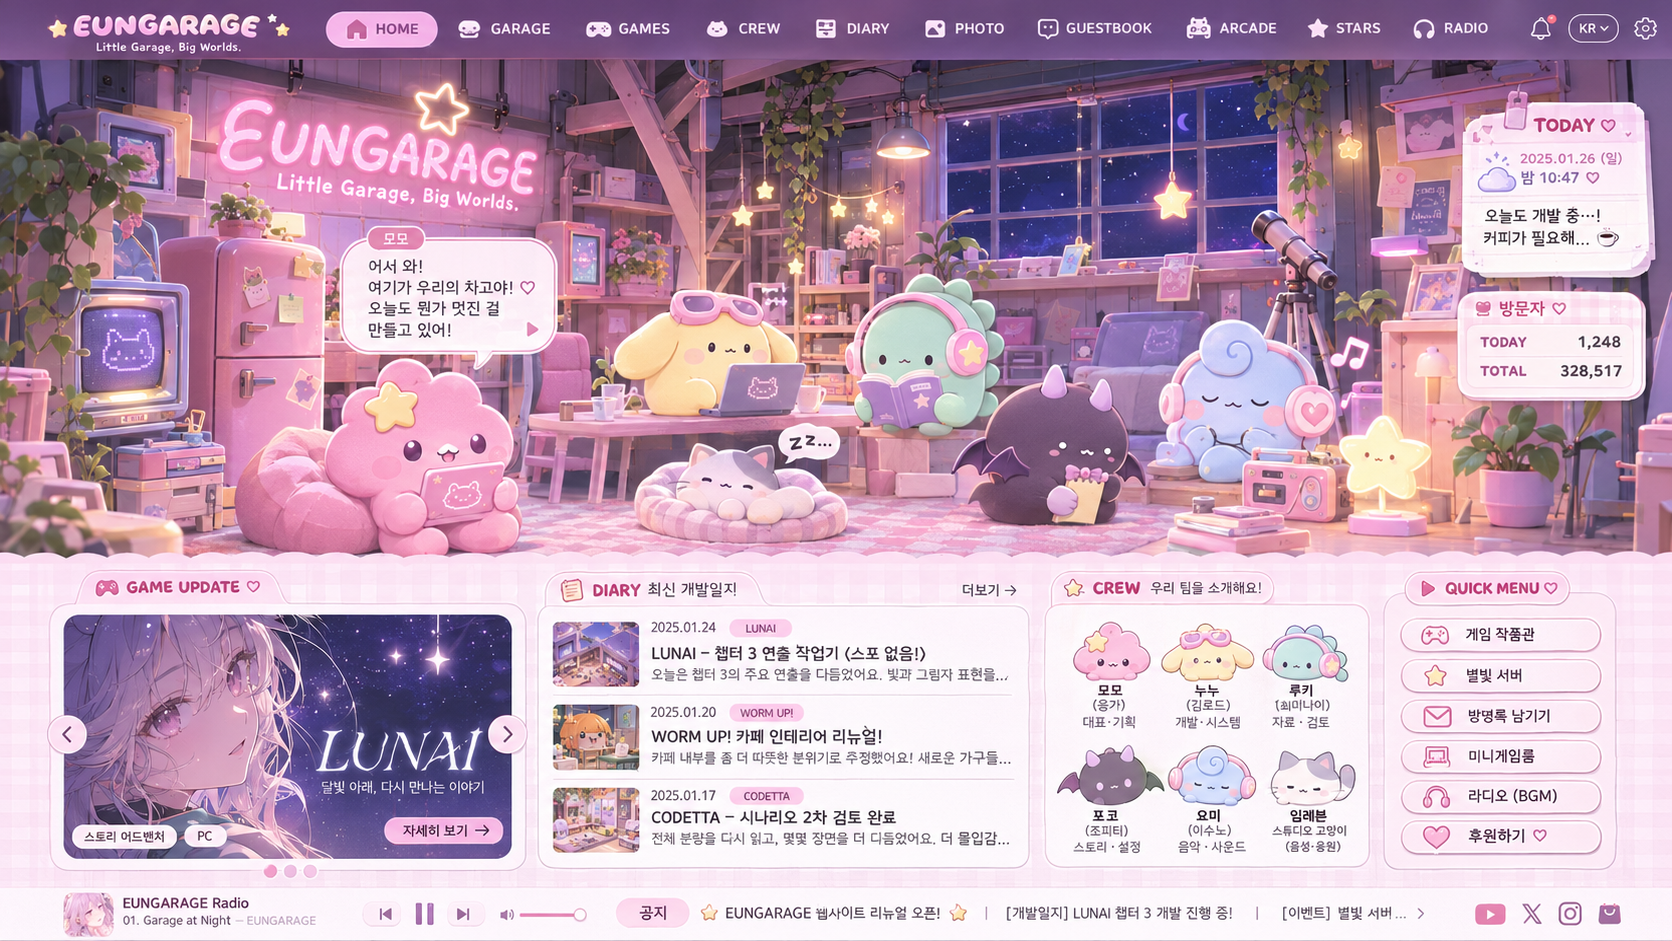 EUNGARAGE
Little Garage, Big Worlds.
HOME
GARAGE
GAMES
CREW
DIARY
PHOTO
GUESTBOOK
ARCADE
STARS
RADIO
KR
EUNGARAGE
Little Garage, Big Worlds.
모모
어서 와!
여기가 우리의 차고야! ♡
오늘도 뭔가 멋진 걸
만들고 있어!
zz...
TODAY ♡
2025.01.26 (일)
밤 10:47 ♡
오늘도 개발 중...!
커피가 필요해...
방문자 ♡
TODAY 1,248
TOTAL 328,517
GAME UPDATE ♡
LUNAI
달빛 아래, 다시 만나는 이야기
스토리 어드밴처
PC
자세히 보기 →
DIARY 최신 개발일지
더보기 →
2025.01.24 LUNAI
LUNAI – 챕터 3 연출 작업기 (스포 없음!)
오늘은 챕터 3의 주요 연출을 다듬었어요. 빛과 그림자 표현을...
2025.01.20 WORM UP!
WORM UP! 카페 인테리어 리뉴얼!
카페 내부를 좀 더 따뜻한 분위기로 수정했어요! 새로운 가구들...
2025.01.17 CODETTA
CODETTA – 시나리오 2차 검토 완료
전체 분량을 다시 읽고, 몇몇 장면을 더 다듬었어요. 더 몰입감...
CREW 우리 팀을 소개해요!
모모
(응가)
대표·기획
누누
(김로드)
개발·시스템
루키
(최미나이)
자료·검토
포코
(조피티)
스토리·설정
요미
(이수노)
음악·사운드
임레븐
스튜디오 고양이
(음성·응원)
QUICK MENU ♡
게임 작품관
별빛 서버
방명록 남기기
미니게임룸
라디오 (BGM)
후원하기 ♡
EUNGARAGE Radio
01. Garage at Night – EUNGARAGE
공지
EUNGARAGE 웹사이트 리뉴얼 오픈!
[개발일지] LUNAI 챕터 3 개발 진행 중!
[이벤트] 별빛 서버...